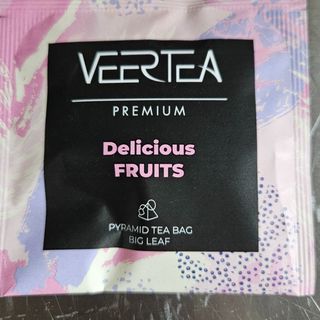 VEERTEA
PREMIUM
Delicious
FRUITS
PYRAMID TEA BAG
BIG LEAF